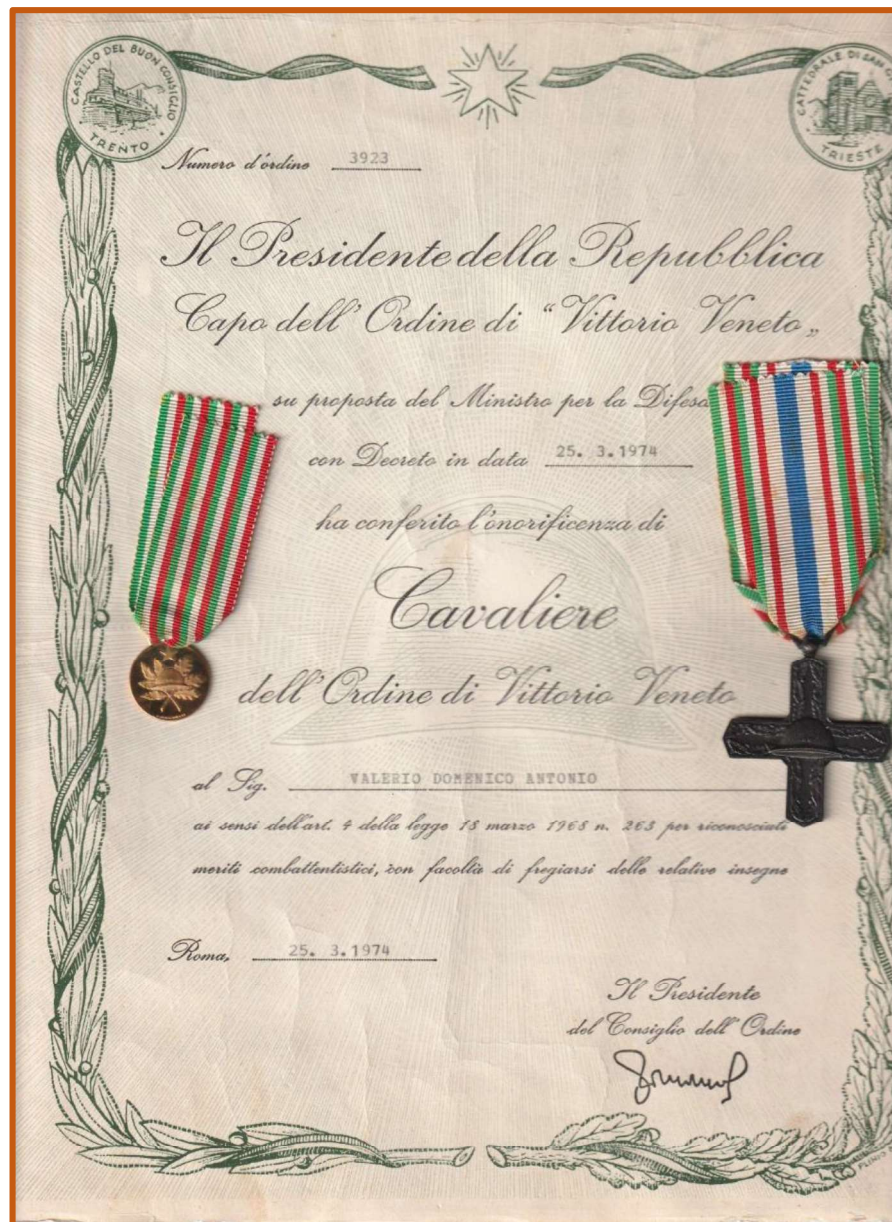 CASTELLO DEL BUON CONSIGLIO
TRENTO
CATTEDRALE DI SAN
TRIESTE
Numero d'ordine 3923
Il Presidente della Repubblica
Capo dell'Ordine di "Vittorio Veneto„
su proposta del Ministro per la Difesa
con Decreto in data 25. 3.1974
ha conferito l'onorificenza di
Cavaliere
dell'Ordine di Vittorio Veneto
al Sig. VALERIO DOMENICO ANTONIO
ai sensi dell'art. 4 della legge 18 marzo 1968 n. 263 per riconosciuti
meriti combattentistici, con facoltà di fregiarsi delle relative insegne
Roma, 25. 3.1974
Il Presidente
del Consiglio dell'Ordine